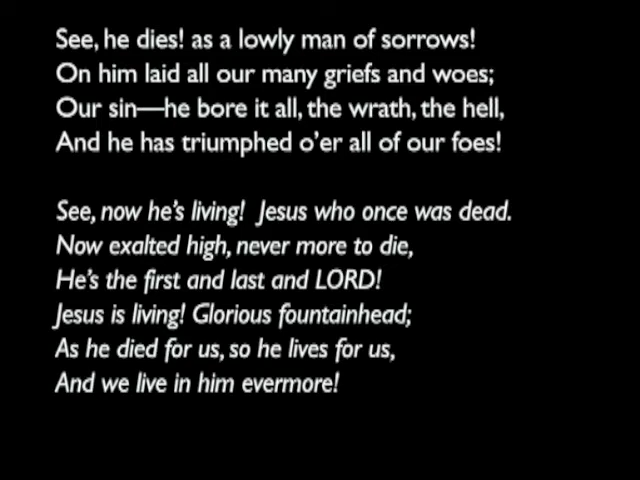 See, he dies! as a lowly man of sorrows!
On him laid all our many griefs and woes;
Our sin—he bore it all, the wrath, the hell,
And he has triumphed o’er all of our foes!
See, now he’s living!  Jesus who once was dead.
Now exalted high, never more to die,
He’s the first and last and LORD!
Jesus is living! Glorious fountainhead;
As he died for us, so he lives for us,
And we live in him evermore!